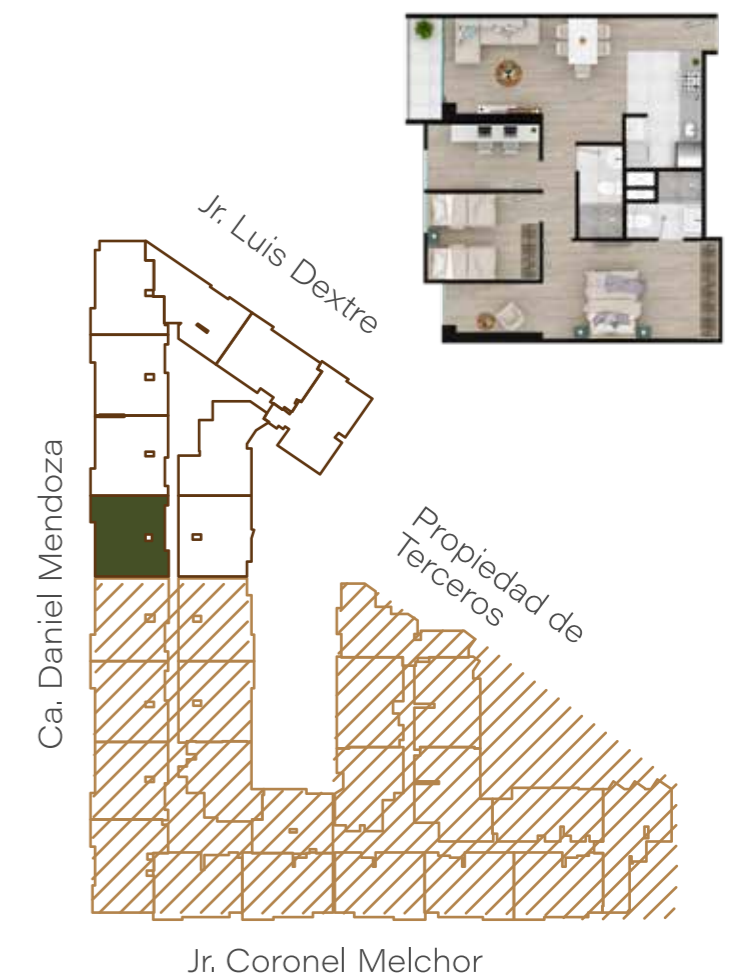 Jr. Luis Dextre
Ca. Daniel Mendoza
Propiedad de
Terceros
Jr. Coronel Melchor